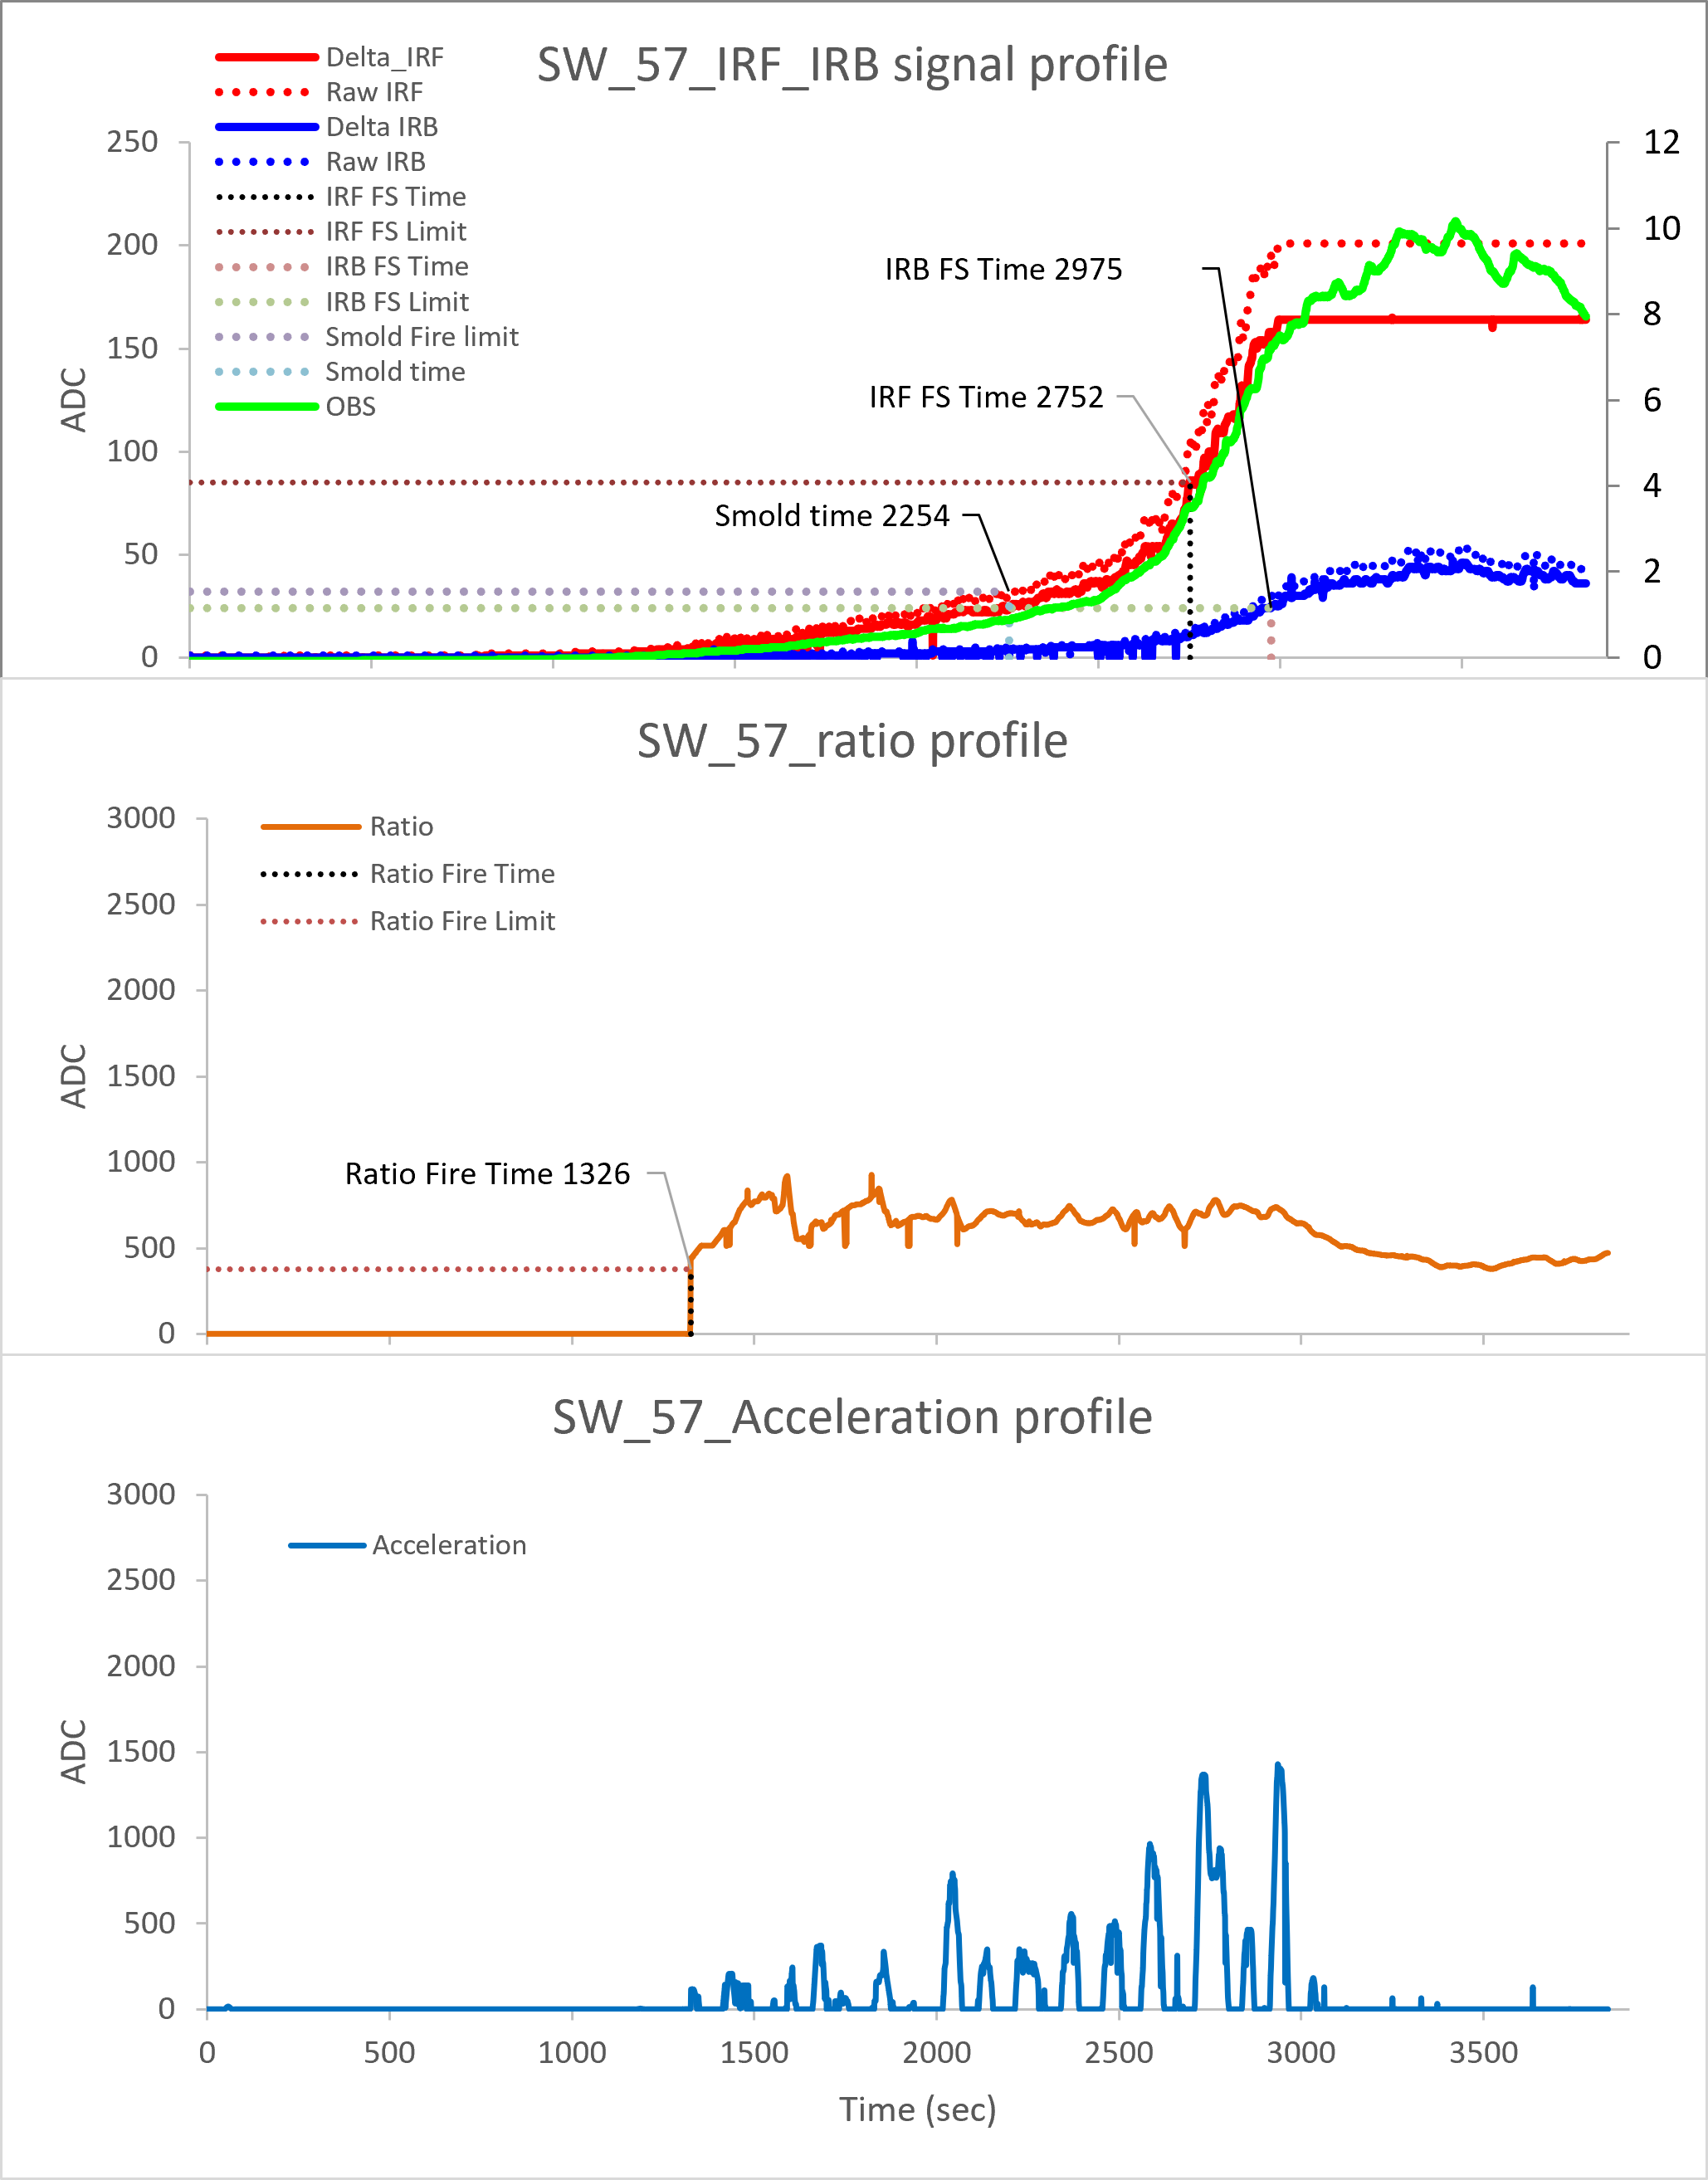 SW_57_IRF_IRB signal profile
Delta_IRF
Raw IRF
Delta IRB
Raw IRB
IRF FS Time
IRF FS Limit
IRB FS Time
IRB FS Limit
Smold Fire limit
Smold time
OBS
250
200
150
100
50
0
ADC
12
10
8
6
4
2
0
IRB FS Time 2975
IRF FS Time 2752
Smold time 2254
SW_57_ratio profile
3000
2500
2000
1500
1000
500
0
ADC
Ratio
Ratio Fire Time
Ratio Fire Limit
Ratio Fire Time 1326
SW_57_Acceleration profile
3000
2500
2000
1500
1000
500
0
ADC
Acceleration
0 500 1000 1500 2000 2500 3000 3500
Time (sec)